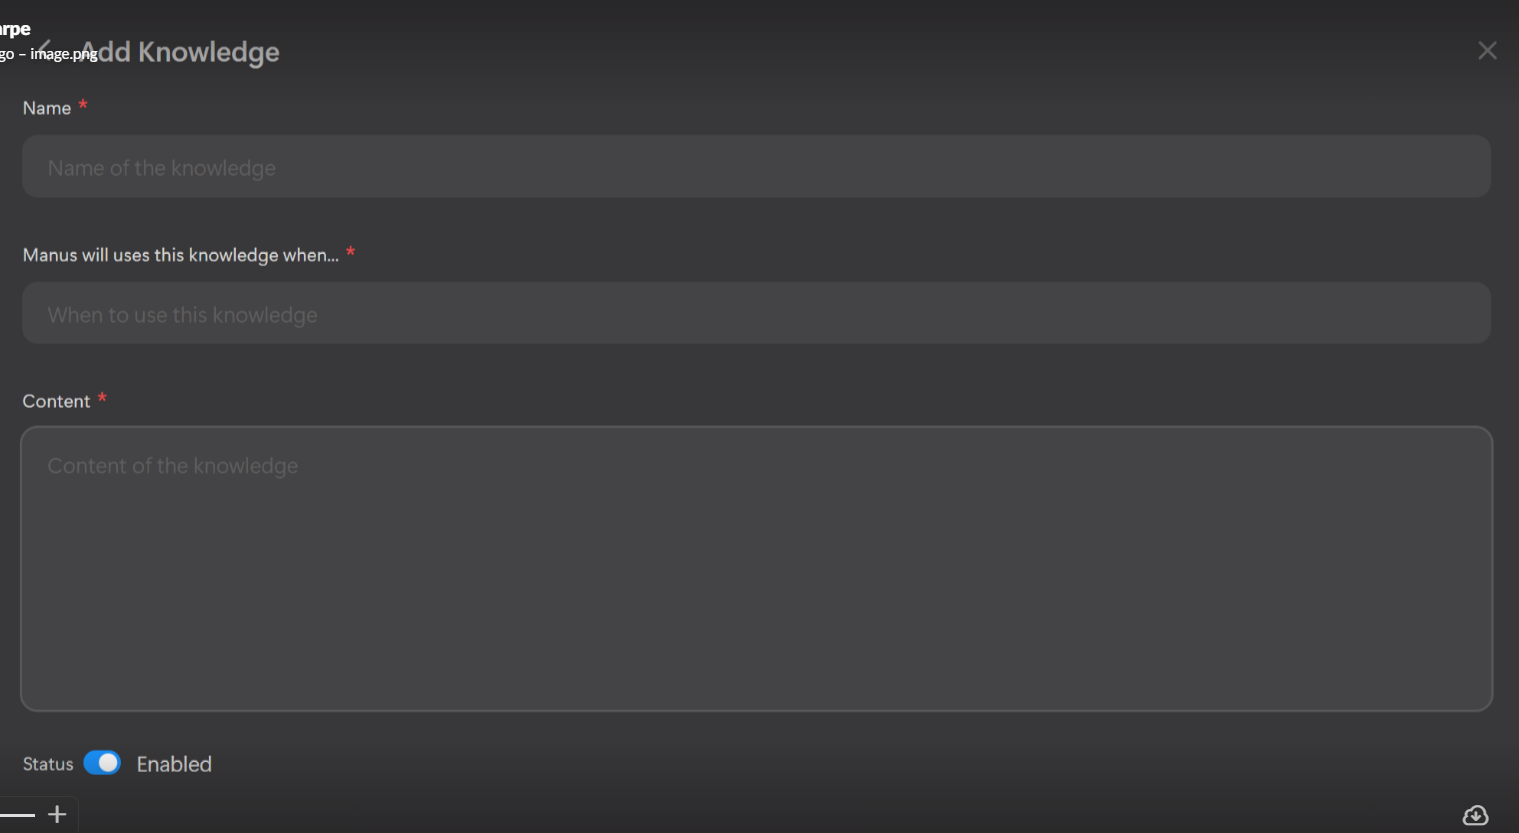 arpe
go – image.png
Add Knowledge
Name *
Name of the knowledge
Manus will uses this knowledge when... *
When to use this knowledge
Content *
Content of the knowledge
Status Enabled